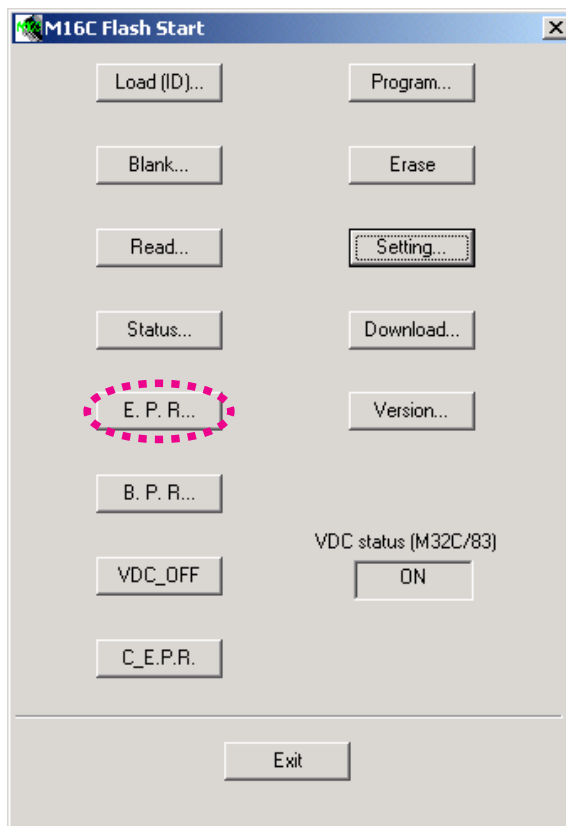 M16C Flash Start
Load (ID)...
Program...
Blank...
Erase
Read...
Setting...
Status...
Download...
E. P. R...
Version...
B. P. R...
VDC status (M32C/83)
VDC_OFF
ON
C_E.P.R.
Exit